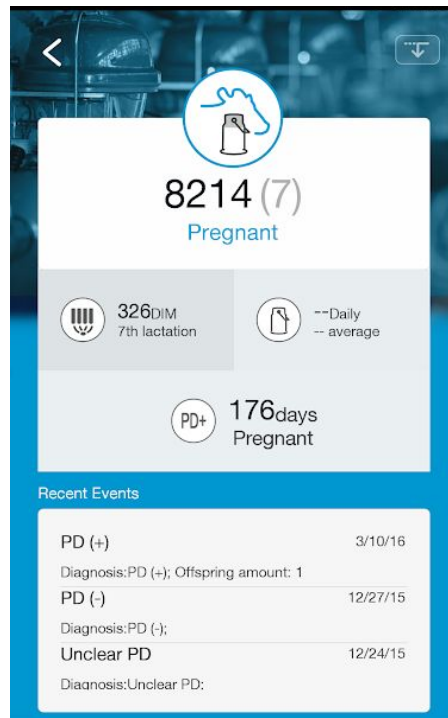 8214 (7)
Pregnant
326DIM
7th lactation
--Daily
-- average
PD+
176days
Pregnant
Recent Events
PD (+) 3/10/16
Diagnosis:PD (+); Offspring amount: 1
PD (-) 12/27/15
Diagnosis:PD (-);
Unclear PD 12/24/15
Diagnosis:Unclear PD;